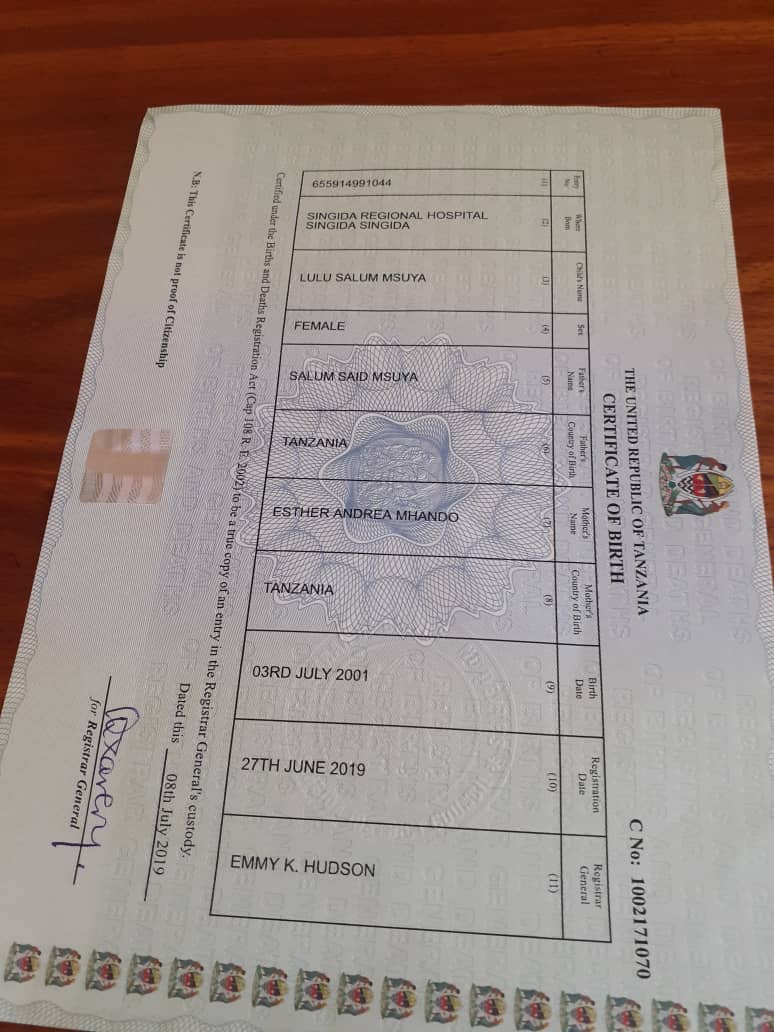 THE UNITED REPUBLIC OF TANZANIA
CERTIFICATE OF BIRTH
C No: 1002171070
Entry No
Where Born
Child's Name
Sex
Father's Name
Father's Country of Birth
Mother's Name
Mother's Country of Birth
Birth Date
Registration Date
Registrar General
(1) (2) (3) (4) (5) (6) (7) (8) (9) (10) (11)
655914991044
SINGIDA REGIONAL HOSPITAL
SINGIDA SINGIDA
LULU SALUM MSUYA
FEMALE
SALUM SAID MSUYA
TANZANIA
ESTHER ANDREA MHANDO
TANZANIA
03RD JULY 2001
27TH JUNE 2019
EMMY K. HUDSON
Certified under the Births and Deaths Registration Act (Cap 108 R. E. 2002) to be a true copy of an entry in the Registrar General's custody.
Dated this 08th July 2019
N.B: This Certificate is not proof of Citizenship
for Registrar General